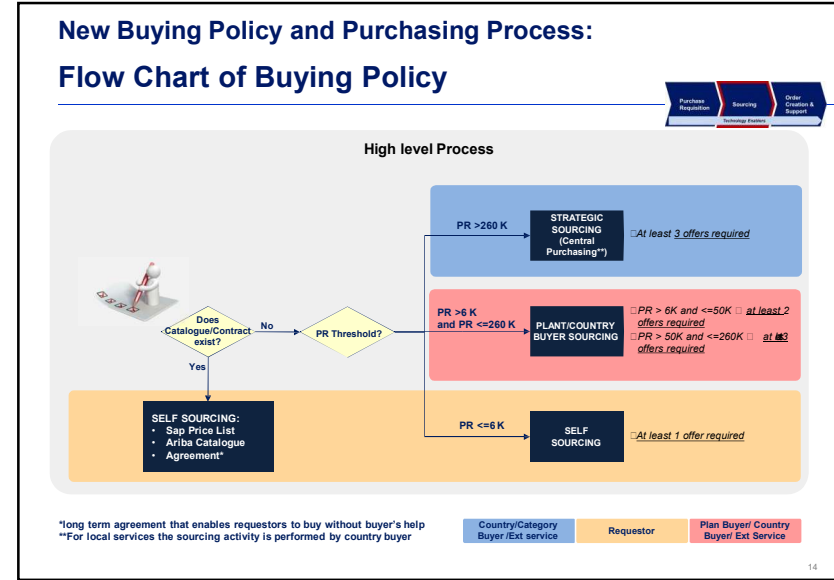 New Buying Policy and Purchasing Process:
Flow Chart of Buying Policy
Purchase
Requisition
Sourcing
Order
Creation &
Support
Technology Enablers
High level Process
PR >260 K
STRATEGIC
SOURCING
(Central
Purchasing**)
At least 3 offers required
Does
Catalogue/Contract
exist?
No
PR Threshold?
PR >6 K
and PR <=260 K
PLANT/COUNTRY
BUYER SOURCING
PR > 6K and <=50K at least 2
offers required
PR > 50K and <=260K at 3
offers required
Yes
SELF SOURCING:
• Sap Price List
• Ariba Catalogue
• Agreement*
PR <=6 K
SELF
SOURCING
At least 1 offer required
*long term agreement that enables requestors to buy without buyer's help
**For local services the sourcing activity is performed by country buyer
Country/Category
Buyer /Ext service
Requestor
Plan Buyer/ Country
Buyer/ Ext Service
14